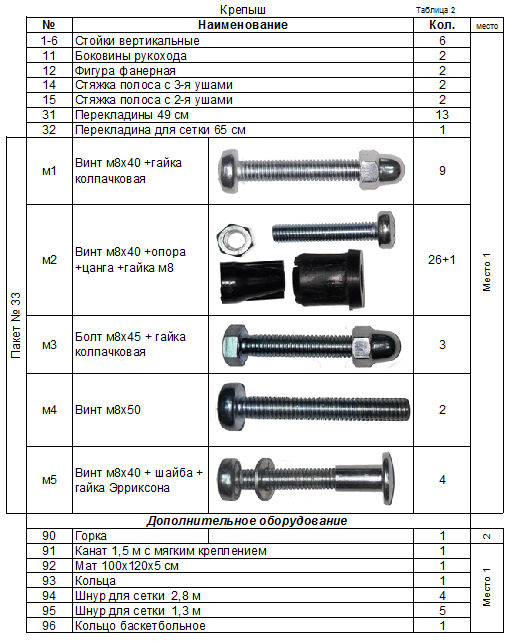 Крепыш Таблица 2
№ Наименование Кол. место
1-6 Стойки вертикальные 6
11 Боковины рукохода 2
12 Фигура фанерная 2
14 Стяжка полоса с 3-я ушами 2
15 Стяжка полоса с 2-я ушами 2
31 Перекладины 49 см 13
32 Перекладина для сетки 65 см 1
Пакет № 33
Место 1
м1 Винт м8х40 +гайка
колпачковая 9
м2 Винт м8х40 +опора
+цанга +гайка м8 26+1
м3 Болт м8х45 + гайка
колпачковая 3
м4 Винт м8х50 2
м5 Винт м8х40 + шайба +
гайка Эрриксона 4
Дополнительное оборудование
90 Горка 1 2
91 Канат 1,5 м с мягким креплением 1
92 Мат 100х120х5 см 1
93 Кольца 1
94 Шнур для сетки 2,8 м 4
95 Шнур для сетки 1,3 м 5
96 Кольцо баскетбольное 1
Место 1